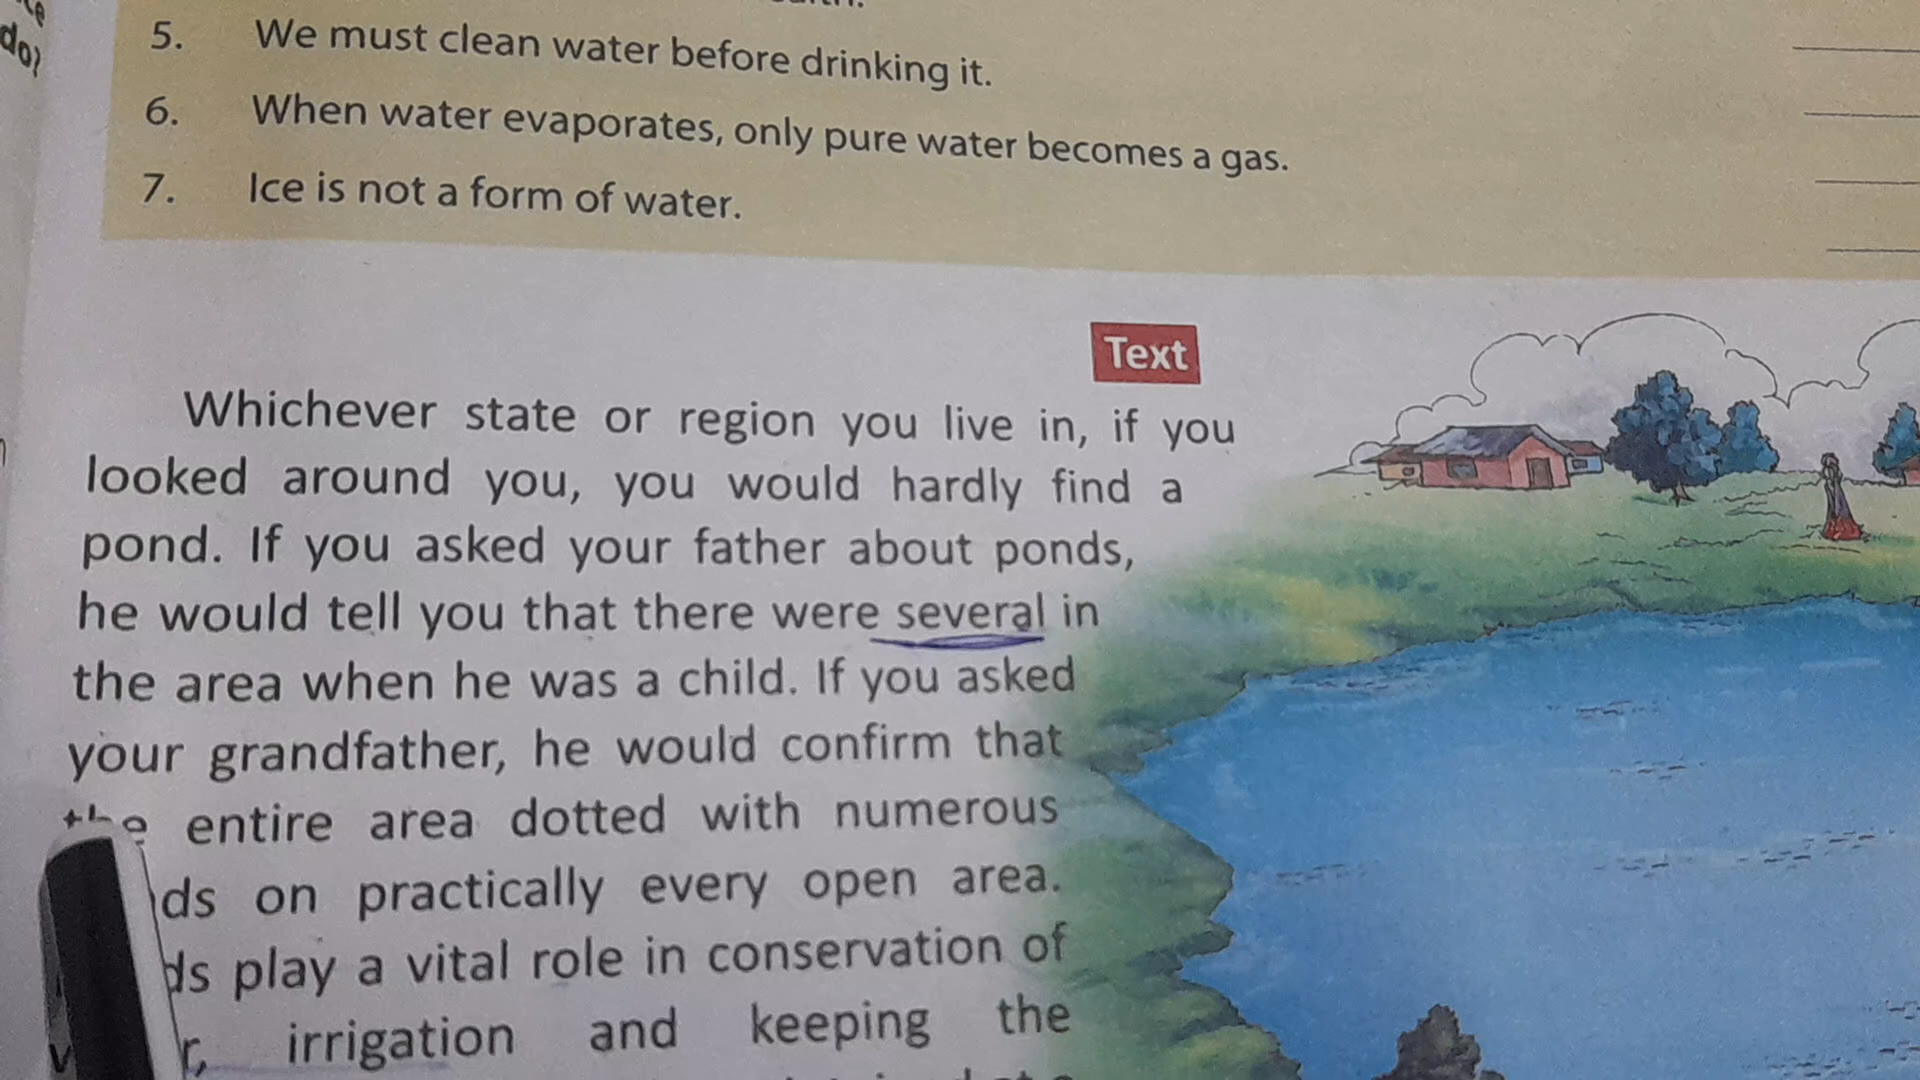 do?
5. We must clean water before drinking it.
6. When water evaporates, only pure water becomes a gas.
7. Ice is not a form of water.
Text
Whichever state or region you live in, if you
looked around you, you would hardly find a
pond. If you asked your father about ponds,
he would tell you that there were several in
the area when he was a child. If you asked
your grandfather, he would confirm that
the entire area dotted with numerous
on practically every open area.
play a vital role in conservation of
irrigation and keeping the